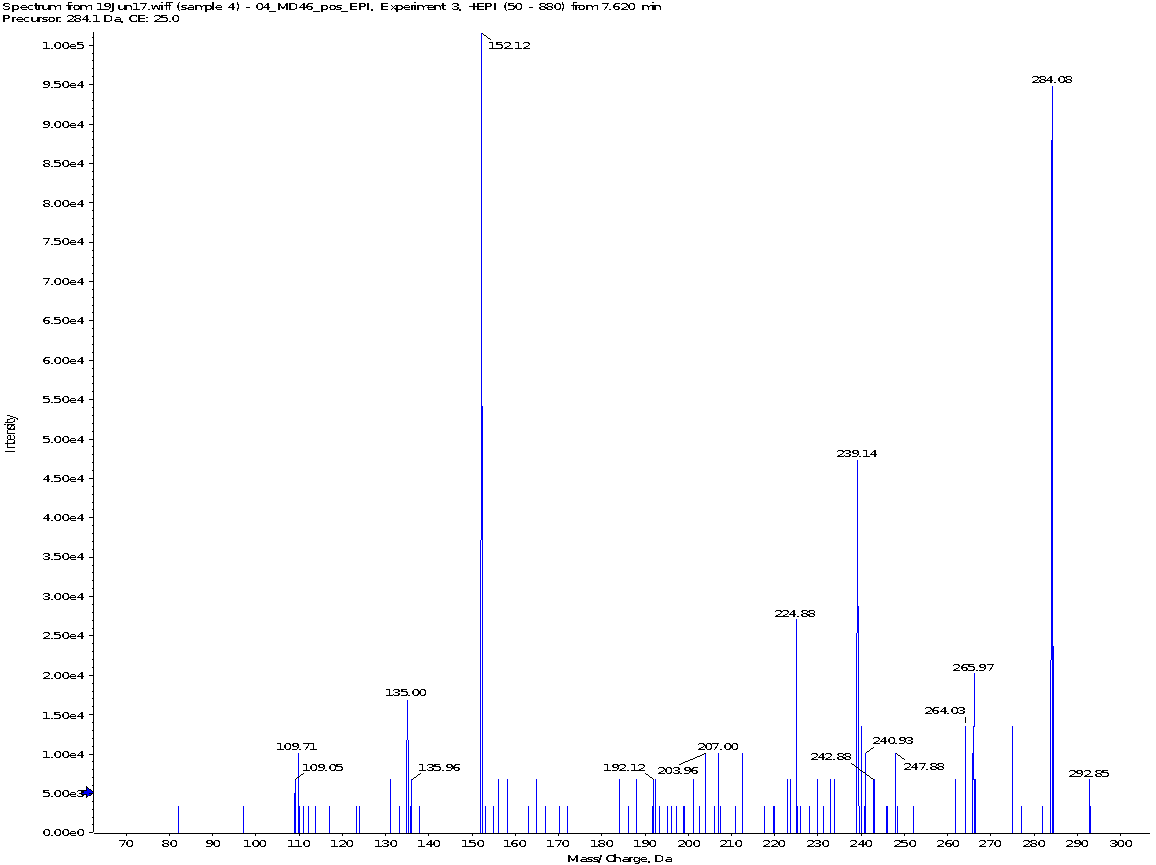 Spectrum from 19Jun17.wiff (sample 4) - 04_MD46_pos_EPI, Experiment 3, +EPI (50 - 880) from 7.620 min
Precursor: 284.1 Da, CE: 25.0
1.00e5
152.12
9.50e4
284.08
9.00e4
8.50e4
8.00e4
7.50e4
7.00e4
6.50e4
6.00e4
5.50e4
5.00e4
Intensity
4.50e4
239.14
4.00e4
3.50e4
3.00e4
224.88
2.50e4
2.00e4
265.97
135.00
1.50e4
264.03
1.00e4
109.71
207.00
240.93
109.05
135.96
192.12
203.96
242.88
247.88
292.85
5.00e3
0.00e0
70 80 90 100 110 120 130 140 150 160 170 180 190 200 210 220 230 240 250 260 270 280 290 300
Mass/Charge, Da